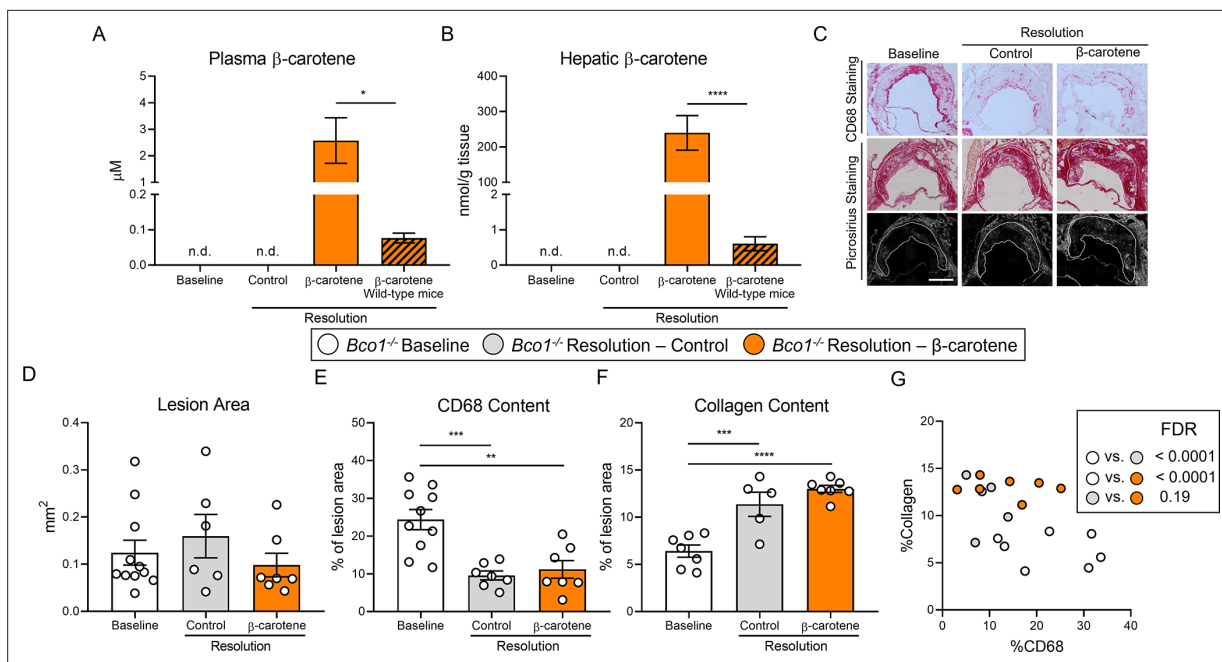 A
Plasma β-carotene
μM
5
4
3
2
1
0.2
0.1
0.0
n.d.
n.d.
*
Baseline
Control
β-carotene
β-carotene
Wild-type mice
Resolution
B
Hepatic β-carotene
nmol/g tissue
400
300
200
100
0.2
0.1
0.0
n.d.
n.d.
****
Baseline
Control
β-carotene
β-carotene
Wild-type mice
Resolution
C
Resolution
Baseline
Control
β-carotene
CD68 Staining
Picrosirius Staining
Bco1-/- Baseline
Bco1-/- Resolution – Control
Bco1-/- Resolution – β-carotene
D
Lesion Area
mm²
0.4
0.3
0.2
0.1
0.0
Baseline
Control
β-carotene
Resolution
E
CD68 Content
% of lesion area
50
40
30
20
10
0
***
**
Baseline
Control
β-carotene
Resolution
F
Collagen Content
% of lesion area
20
15
10
5
0
***
****
Baseline
Control
β-carotene
Resolution
G
%Collagen
20
15
10
5
0
0
10
20
30
40
%CD68
FDR
vs. < 0.0001
vs. < 0.0001
vs. 0.19